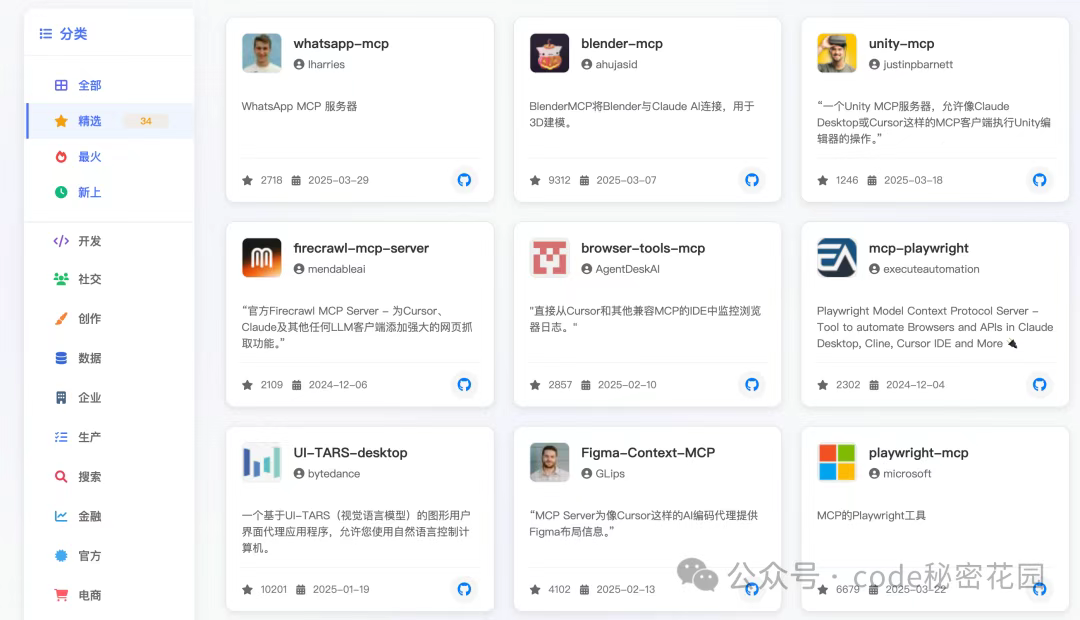 分类
全部
精选 34
最火
新上
开发
社交
创作
数据
企业
生产
搜索
金融
官方
电商
whatsapp-mcp
lharries
WhatsApp MCP 服务器
2718 2025-03-29
blender-mcp
ahujasid
BlenderMCP将Blender与Claude AI连接，用于
3D建模。
9312 2025-03-07
unity-mcp
justinpbarnett
“一个Unity MCP服务器，允许像Claude
Desktop或Cursor这样的MCP客户端执行Unity编
辑器的操作。”
1246 2025-03-18
firecrawl-mcp-server
mendableai
“官方Firecrawl MCP Server - 为Cursor、
Claude及其他任何LLM客户端添加强大的网页抓
取功能。”
2109 2024-12-06
browser-tools-mcp
AgentDeskAI
"直接从Cursor和其他兼容MCP的IDE中监控浏览
器日志。"
2857 2025-02-10
mcp-playwright
executeautomation
Playwright Model Context Protocol Server -
Tool to automate Browsers and APIs in Claude
Desktop, Cline, Cursor IDE and More 🔌
2302 2024-12-04
UI-TARS-desktop
bytedance
一个基于UI-TARS（视觉语言模型）的图形用户
界面代理应用程序，允许您使用自然语言控制计
算机。
10201 2025-01-19
Figma-Context-MCP
GLips
“MCP Server为像Cursor这样的AI编码代理提供
Figma布局信息。”
4102 2025-02-13
playwright-mcp
microsoft
MCP的Playwright工具
6679 2025-03-22
公众号 · code秘密花园